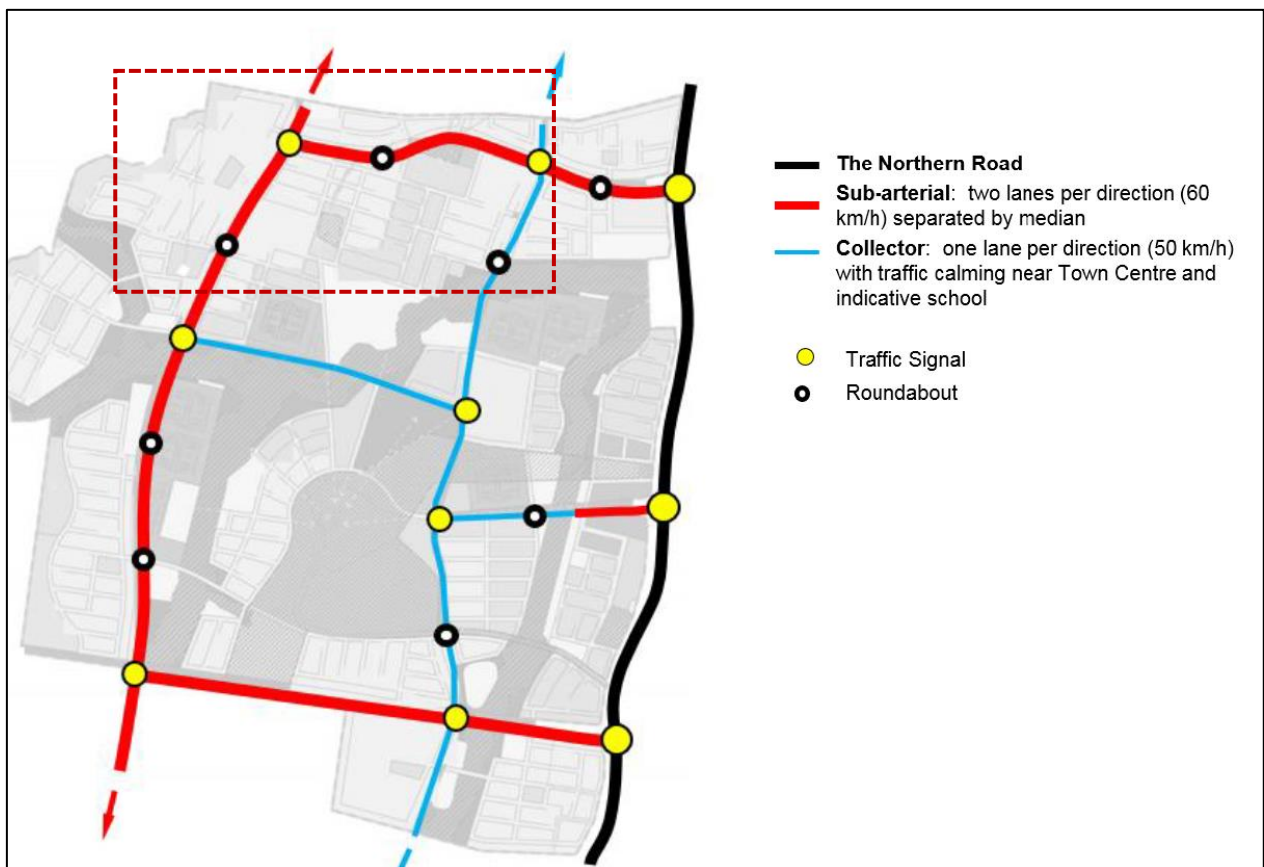 The Northern Road
Sub-arterial: two lanes per direction (60
km/h) separated by median
Collector: one lane per direction (50 km/h)
with traffic calming near Town Centre and
indicative school
Traffic Signal
Roundabout